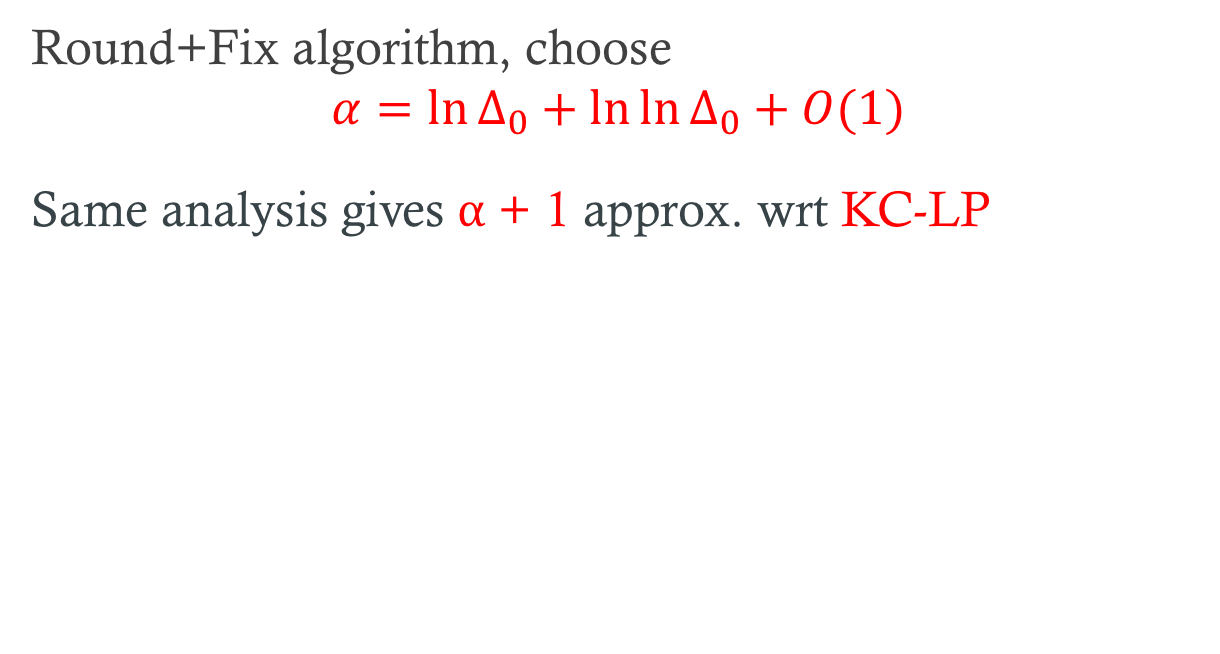 Round+Fix algorithm, choose
α = ln Δ₀ + ln ln Δ₀ + O(1)
Same analysis gives α + 1 approx. wrt KC-LP